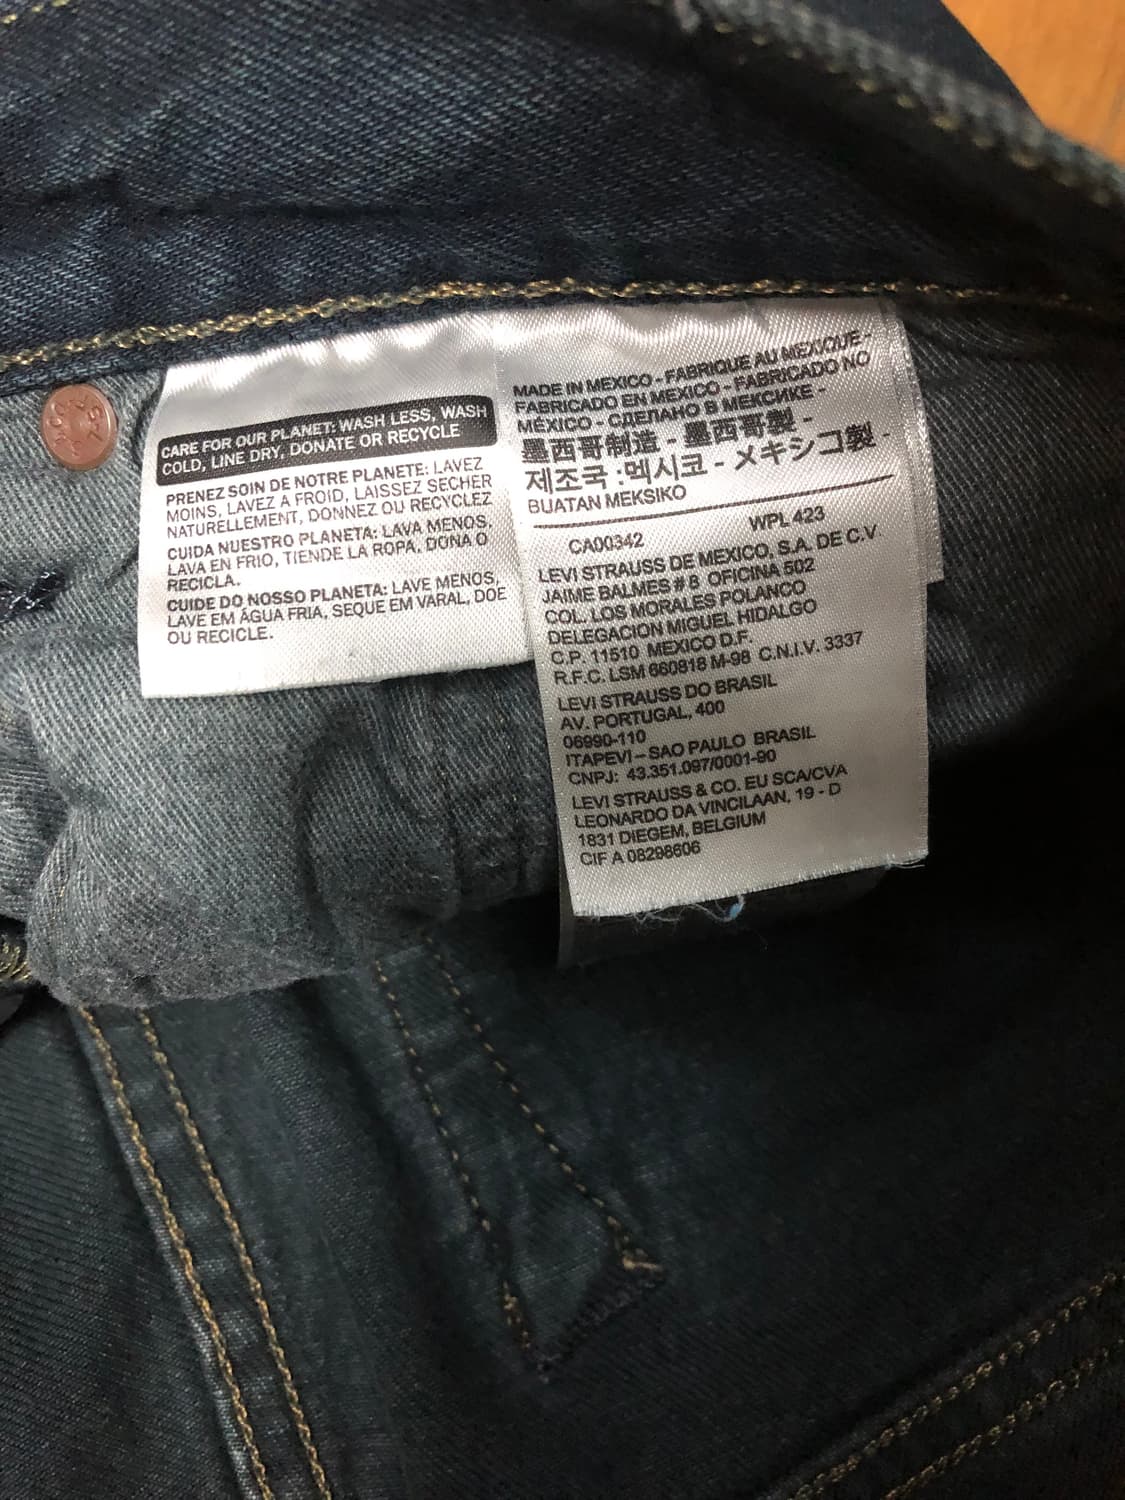 CARE FOR OUR PLANET: WASH LESS, WASH
COLD, LINE DRY, DONATE OR RECYCLE
PRENEZ SOIN DE NOTRE PLANETE: LAVEZ
MOINS, LAVEZ A FROID, LAISSEZ SECHER
NATURELLEMENT, DONNEZ OU RECYCLEZ
CUIDA NUESTRO PLANETA: LAVA MENOS,
LAVA EN FRIO, TIENDE LA ROPA, DONA O
RECICLA.
CUIDE DO NOSSO PLANETA: LAVE MENOS,
LAVE EM ÁGUA FRIA, SEQUE EM VARAL, DOE
OU RECICLE.
MADE IN MEXICO - FABRIQUE AU MEXIQUE -
FABRICADO EN MEXICO - FABRICADO NO
MÉXICO - СДЕЛАНО В МЕКСИКЕ -
墨西哥制造 - 墨西哥製 -
제조국 :멕시코 - メキシコ製 -
BUATAN MEKSIKO
CA00342 WPL 423
LEVI STRAUSS DE MEXICO, S.A. DE C.V
JAIME BALMES # 8 OFICINA 502
COL. LOS MORALES POLANCO
DELEGACION MIGUEL HIDALGO
C.P. 11510 MEXICO D.F.
R.F.C. LSM 660818 M-98 C.N.I.V. 3337
LEVI STRAUSS DO BRASIL
AV. PORTUGAL, 400
06990-110
ITAPEVI – SAO PAULO BRASIL
CNPJ: 43.351.097/0001-90
LEVI STRAUSS & CO. EU SCA/CVA
LEONARDO DA VINCILAAN, 19 - D
1831 DIEGEM, BELGIUM
CIF A 08298606